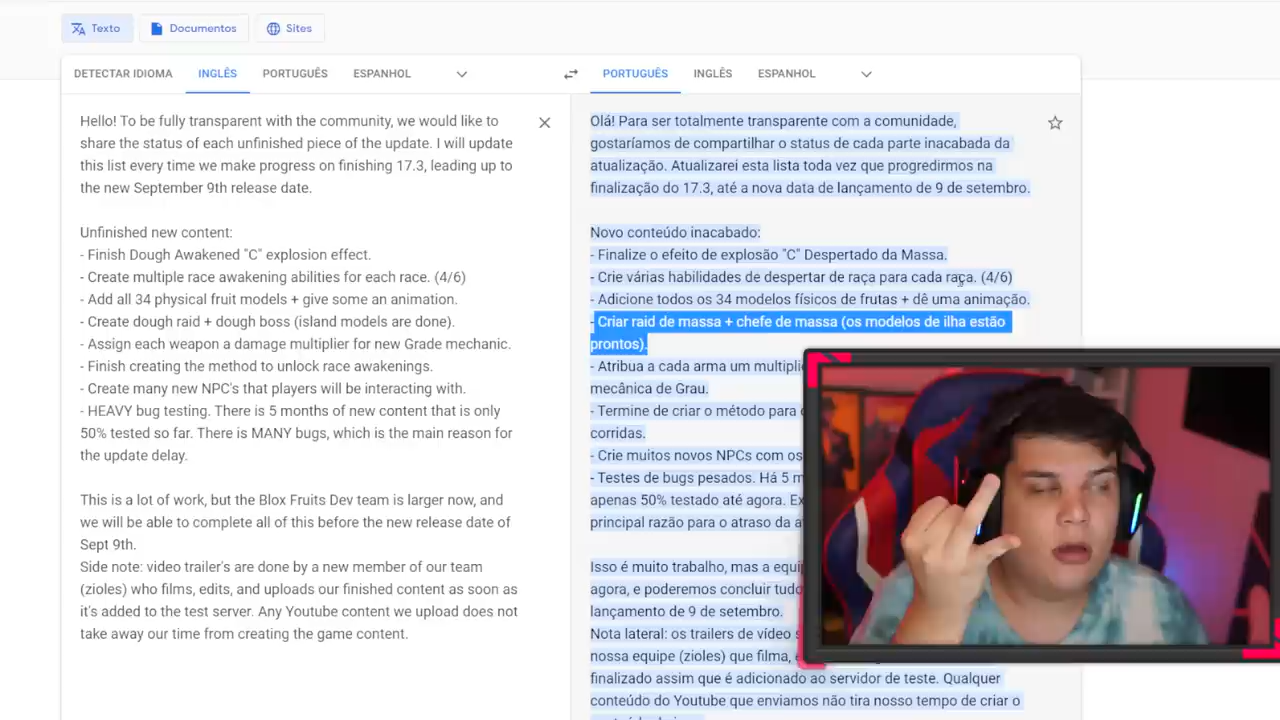 Texto
Documentos
Sites
DETECTAR IDIOMA
INGLÊS
PORTUGUÊS
ESPANHOL
PORTUGUÊS
INGLÊS
ESPANHOL
Hello! To be fully transparent with the community, we would like to
share the status of each unfinished piece of the update. I will update
this list every time we make progress on finishing 17.3, leading up to
the new September 9th release date.
Unfinished new content:
- Finish Dough Awakened "C" explosion effect.
- Create multiple race awakening abilities for each race. (4/6)
- Add all 34 physical fruit models + give some an animation.
- Create dough raid + dough boss (island models are done).
- Assign each weapon a damage multiplier for new Grade mechanic.
- Finish creating the method to unlock race awakenings.
- Create many new NPC's that players will be interacting with.
- HEAVY bug testing. There is 5 months of new content that is only
50% tested so far. There is MANY bugs, which is the main reason for
the update delay.
This is a lot of work, but the Blox Fruits Dev team is larger now, and
we will be able to complete all of this before the new release date of
Sept 9th.
Side note: video trailer's are done by a new member of our team
(zioles) who films, edits, and uploads our finished content as soon as
it's added to the test server. Any Youtube content we upload does not
take away our time from creating the game content.
Olá! Para ser totalmente transparente com a comunidade,
gostaríamos de compartilhar o status de cada parte inacabada da
atualização. Atualizarei esta lista toda vez que progredirmos na
finalização do 17.3, até a nova data de lançamento de 9 de setembro.
Novo conteúdo inacabado:
- Finalize o efeito de explosão "C" Despertado da Massa.
- Crie várias habilidades de despertar de raça para cada raça. (4/6)
- Adicione todos os 34 modelos físicos de frutas + dê uma animação.
- Criar raid de massa + chefe de massa (os modelos de ilha estão
prontos).
- Atribua a cada arma um
mecânica de Grau.
- Termine de criar o método para
corridas.
- Crie muitos novos NPCs com os
- Testes de bugs pesados. Há 5
apenas 50% testado até agora.
principal razão para o atraso da
Isso é muito trabalho, mas a
agora, e poderemos concluir
lançamento de 9 de setembro.
Nota lateral: os trailers de vídeo
nossa equipe (zioles) que filma,
finalizado assim que é adicionado ao servidor de teste. Qualquer
conteúdo do Youtube que enviamos não tira nosso tempo de criar o